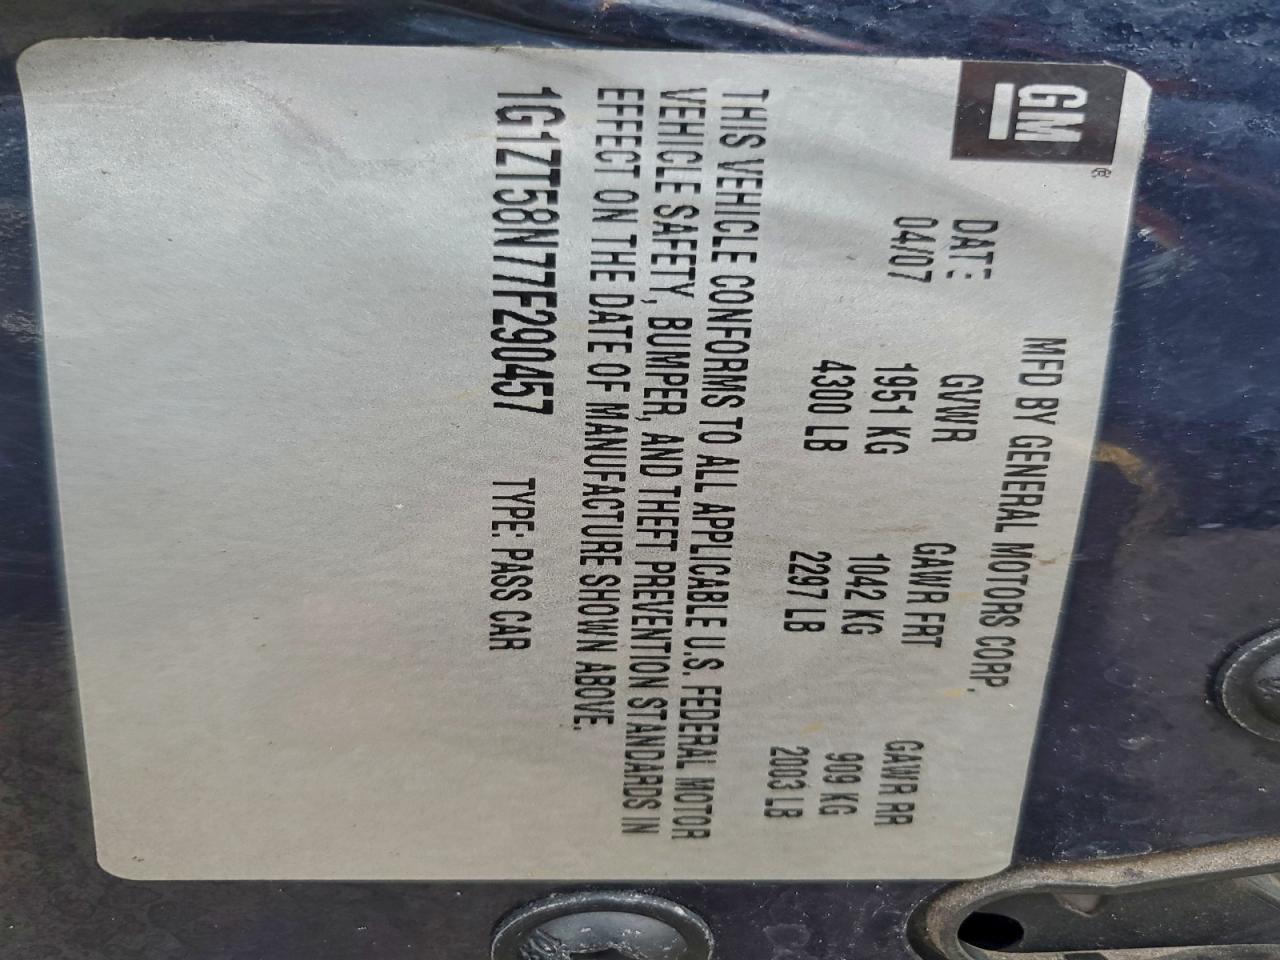 GM
MFD BY GENERAL MOTORS CORP.
DATE GVWR GAWR FRT GAWR RR
04/07 1951 KG 1042 KG 909 KG
4300 LB 2297 LB 2003 LB
THIS VEHICLE CONFORMS TO ALL APPLICABLE U.S. FEDERAL MOTOR
VEHICLE SAFETY, BUMPER, AND THEFT PREVENTION STANDARDS IN
EFFECT ON THE DATE OF MANUFACTURE SHOWN ABOVE.
1G1ZT58N77F290457 TYPE: PASS CAR